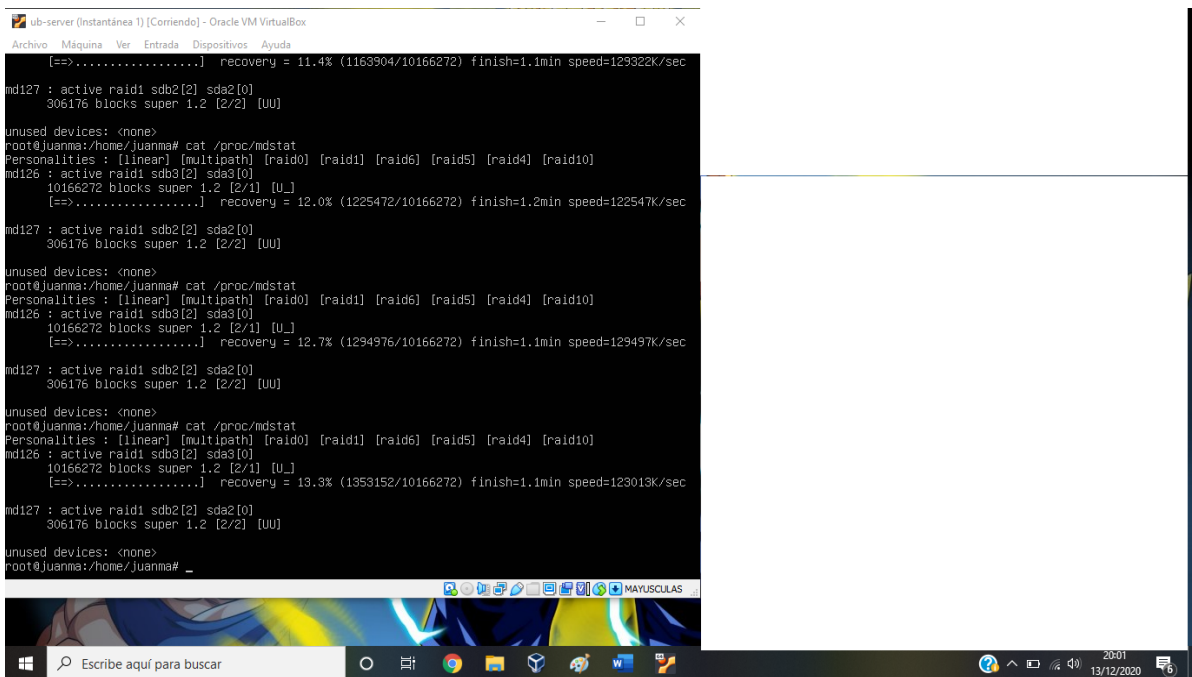 ub-server (Instantánea 1) [Corriendo] - Oracle VM VirtualBox
Archivo Máquina Ver Entrada Dispositivos Ayuda
[==>..................] recovery = 11.4% (1163904/10166272) finish=1.1min speed=129322K/sec
md127 : active raid1 sdb2[2] sda2[0]
306176 blocks super 1.2 [2/2] [UU]
unused devices: <none>
root@juanma:/home/juanma# cat /proc/mdstat
Personalities : [linear] [multipath] [raid0] [raid1] [raid6] [raid5] [raid4] [raid10]
md126 : active raid1 sdb3[2] sda3[0]
10166272 blocks super 1.2 [2/1] [U_]
[==>..................] recovery = 12.0% (1225472/10166272) finish=1.2min speed=122547K/sec
md127 : active raid1 sdb2[2] sda2[0]
306176 blocks super 1.2 [2/2] [UU]
unused devices: <none>
root@juanma:/home/juanma# cat /proc/mdstat
Personalities : [linear] [multipath] [raid0] [raid1] [raid6] [raid5] [raid4] [raid10]
md126 : active raid1 sdb3[2] sda3[0]
10166272 blocks super 1.2 [2/1] [U_]
[==>..................] recovery = 12.7% (1294976/10166272) finish=1.1min speed=129497K/sec
md127 : active raid1 sdb2[2] sda2[0]
306176 blocks super 1.2 [2/2] [UU]
unused devices: <none>
root@juanma:/home/juanma# cat /proc/mdstat
Personalities : [linear] [multipath] [raid0] [raid1] [raid6] [raid5] [raid4] [raid10]
md126 : active raid1 sdb3[2] sda3[0]
10166272 blocks super 1.2 [2/1] [U_]
[==>..................] recovery = 13.3% (1353152/10166272) finish=1.1min speed=123013K/sec
md127 : active raid1 sdb2[2] sda2[0]
306176 blocks super 1.2 [2/2] [UU]
unused devices: <none>
root@juanma:/home/juanma# _
MAYUSCULAS
Escribe aquí para buscar
20:01
13/12/2020
6